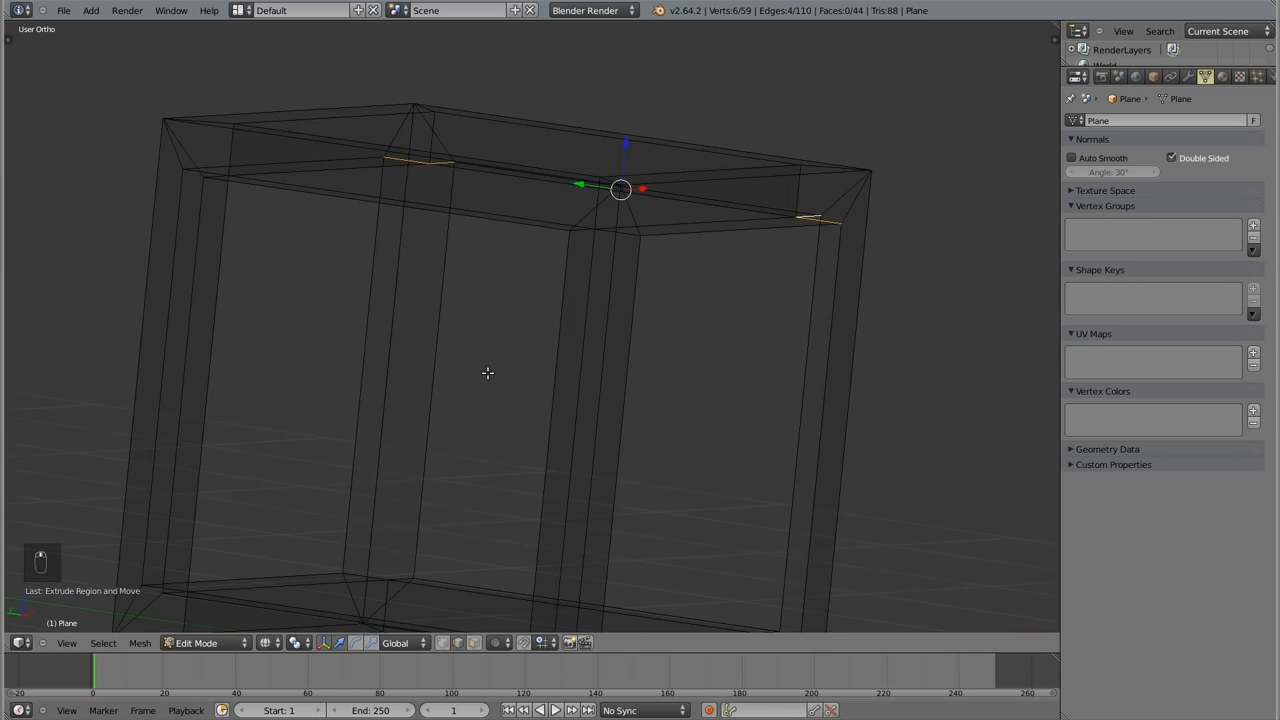 File Add Render Window Help Default Scene Blender Render v2.64.2 | Verts:6/59 | Edges:4/110 | Faces:0/44 | Tris:88 | Plane
User Ortho
View Search Current Scene
RenderLayers
Plane Plane
Plane F
Normals
Auto Smooth Double Sided
Angle: 30°
Texture Space
Vertex Groups
Shape Keys
UV Maps
Vertex Colors
Geometry Data
Custom Properties
Last: Extrude Region and Move
(1) Plane
View Select Mesh Edit Mode Global
-20 0 20 40 60 80 100 120 140 160 180 200 220 240 260
View Marker Frame Playback Start: 1 End: 250 1 No Sync